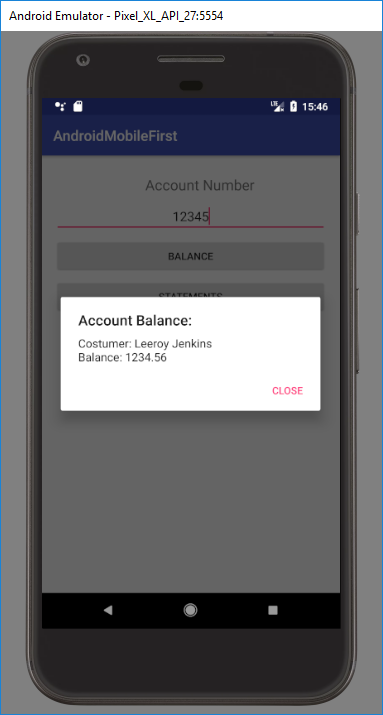 Android Emulator - Pixel_XL_API_27:5554
LTE 15:46
AndroidMobileFirst
Account Number
12345
BALANCE
STATEMENTS
Account Balance:
Costumer: Leeroy Jenkins
Balance: 1234.56
CLOSE